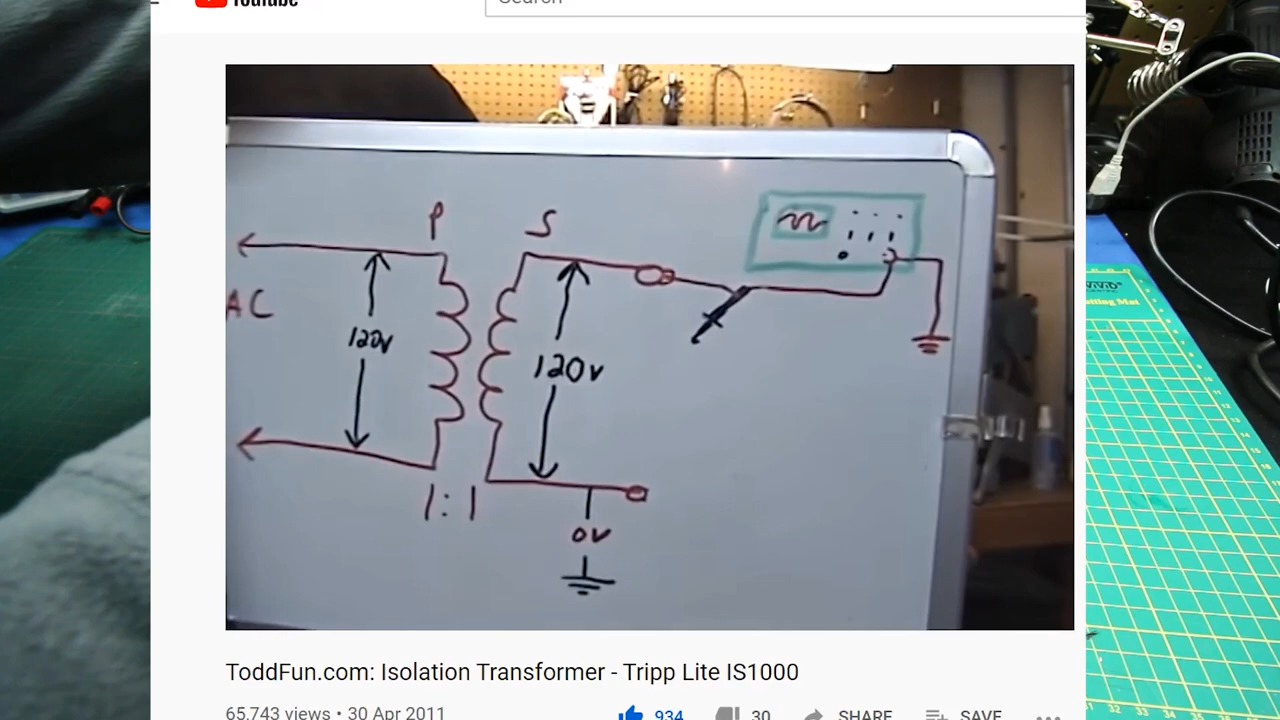 YouTube
Search
P
S
AC
120v
120v
1:1
0v
ToddFun.com: Isolation Transformer - Tripp Lite IS1000
65,743 views • 30 Apr 2011
934
30
SHARE
SAVE